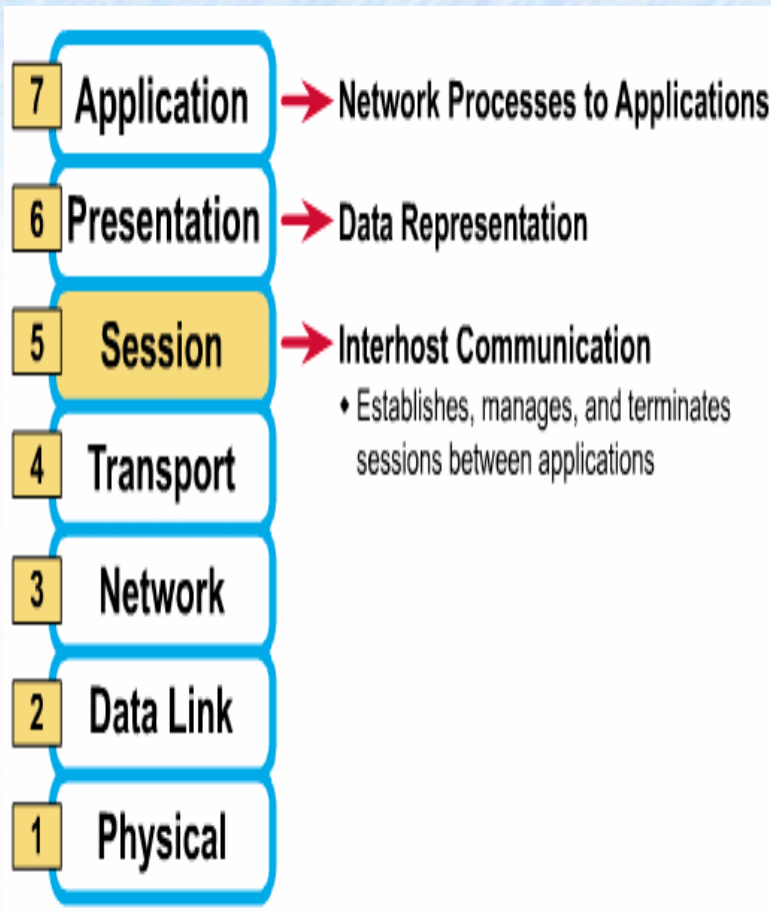 7 Application → Network Processes to Applications
6 Presentation → Data Representation
5 Session → Interhost Communication
• Establishes, manages, and terminates
sessions between applications
4 Transport
3 Network
2 Data Link
1 Physical